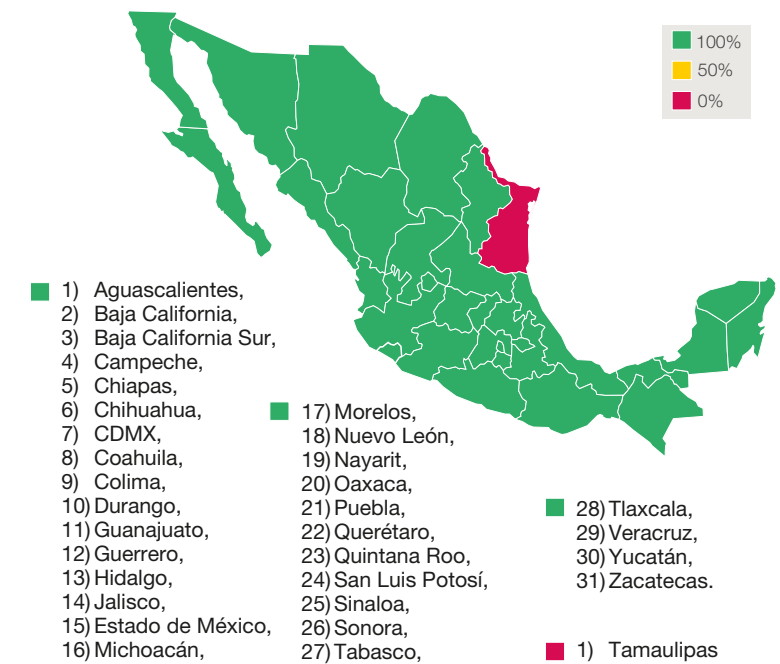 100%
50%
0%
1) Aguascalientes,
2) Baja California,
3) Baja California Sur,
4) Campeche,
5) Chiapas,
6) Chihuahua,
7) CDMX,
8) Coahuila,
9) Colima,
10) Durango,
11) Guanajuato,
12) Guerrero,
13) Hidalgo,
14) Jalisco,
15) Estado de México,
16) Michoacán,
17) Morelos,
18) Nuevo León,
19) Nayarit,
20) Oaxaca,
21) Puebla,
22) Querétaro,
23) Quintana Roo,
24) San Luis Potosí,
25) Sinaloa,
26) Sonora,
27) Tabasco,
28) Tlaxcala,
29) Veracruz,
30) Yucatán,
31) Zacatecas.
1) Tamaulipas